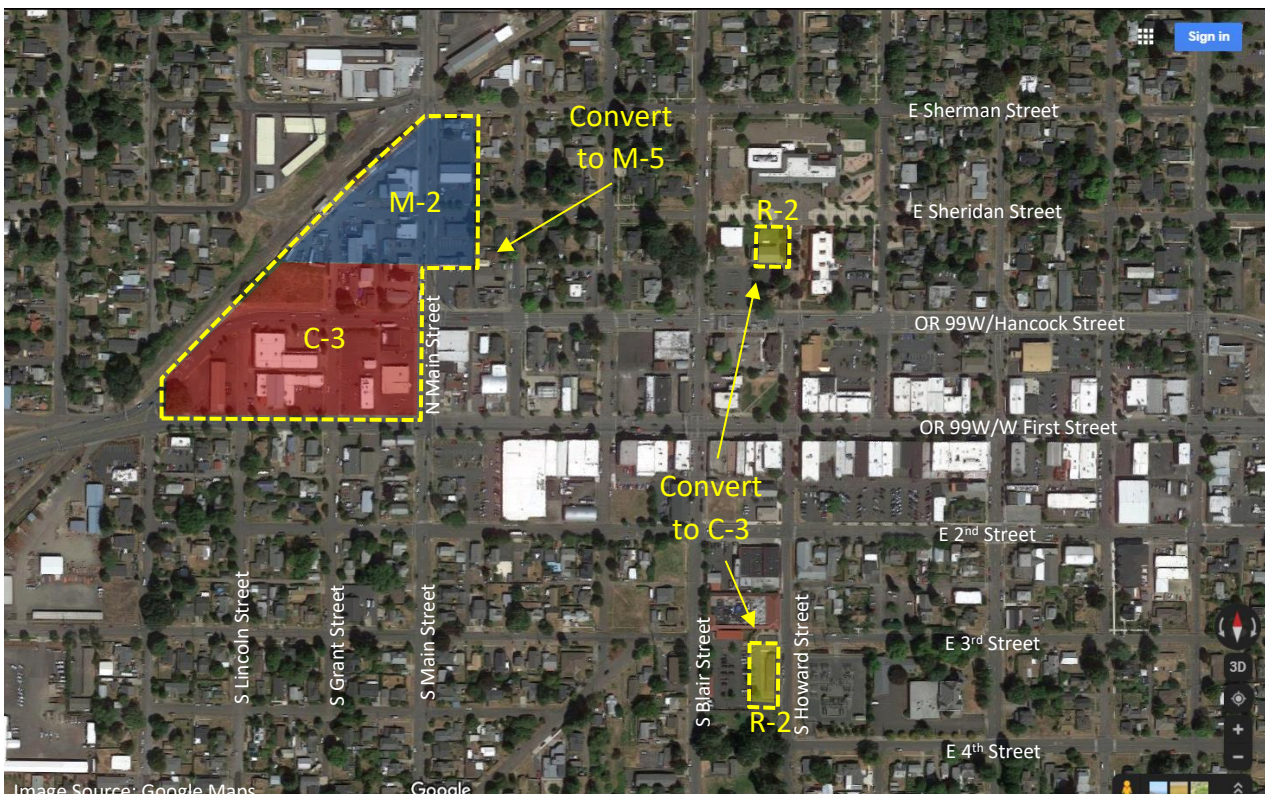 Sign in
E Sherman Street
Convert
to M-5
M-2
R-2
E Sheridan Street
C-3
N Main Street
OR 99W/Hancock Street
OR 99W/W First Street
Convert
to C-3
E 2nd Street
S Lincoln Street
S Grant Street
S Main Street
S Blair Street
S Howard Street
E 3rd Street
3D
R-2
E 4th Street
+
−
Image Source: Google Maps
Google